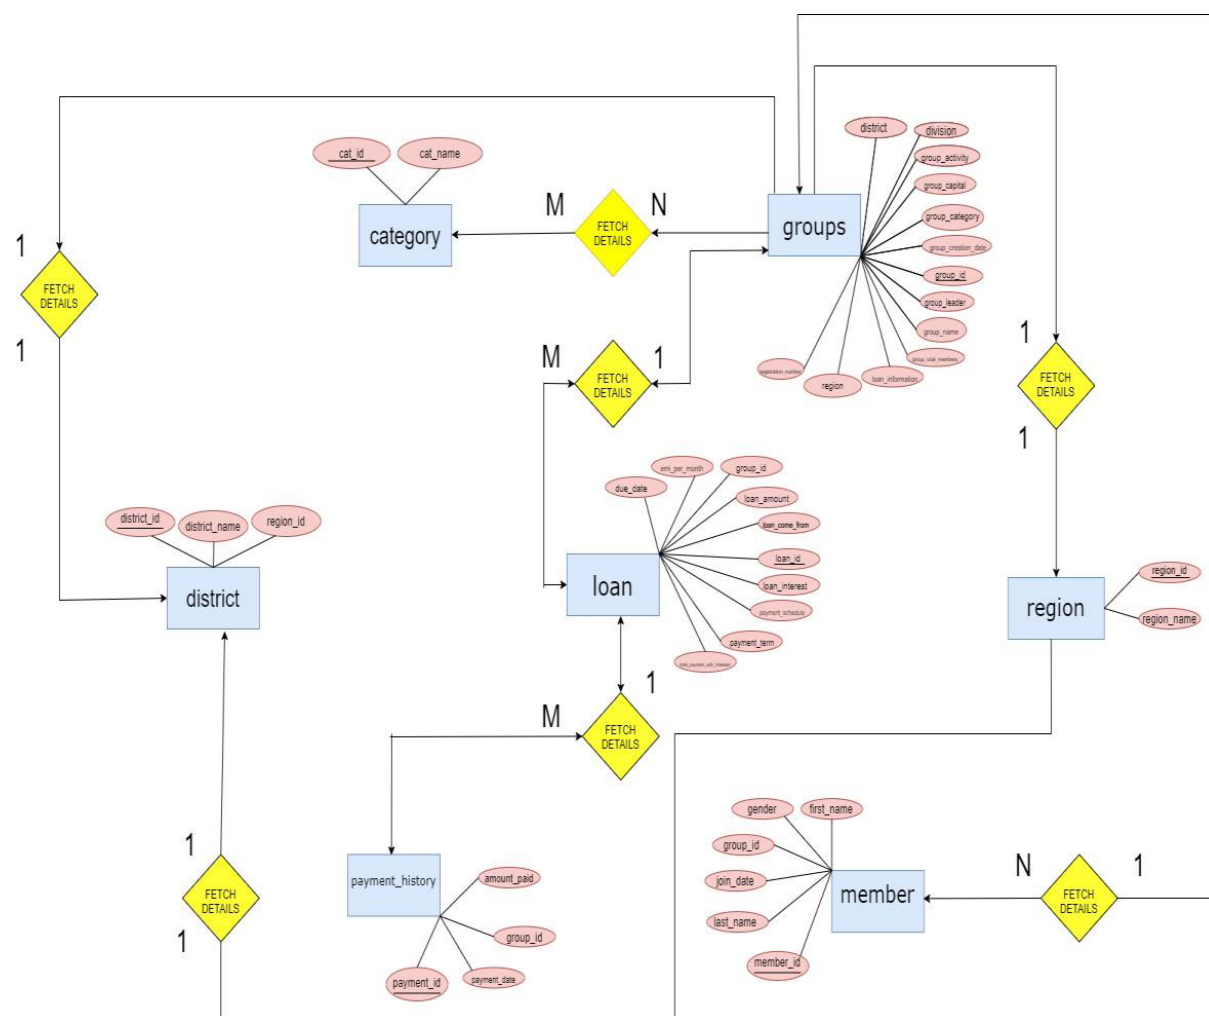 district
division
group_activity
cat_id
cat_name
group_capital
M
N
FETCH
DETAILS
category
groups
group_category
group_creation_date
group_id
group_leader
group_name
group_total_members
loan_information
region
registration_number
1
FETCH
DETAILS
1
M
1
FETCH
DETAILS
1
FETCH
DETAILS
1
emi_per_month
group_id
due_date
loan_amount
loan_come_from
loan_id
loan_interest
payment_schedule
payment_term
loan
district_id
district_name
region_id
district
region_id
region_name
region
1
M
FETCH
DETAILS
gender
first_name
group_id
join_date
last_name
member_id
member
N
1
FETCH
DETAILS
1
FETCH
DETAILS
1
payment_history
amount_paid
group_id
payment_date
payment_id